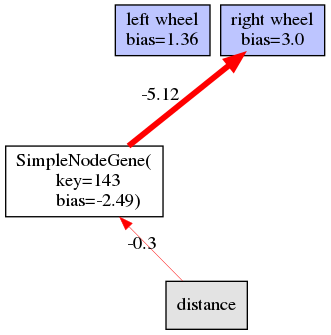 left wheel
bias=1.36
right wheel
bias=3.0
-5.12
SimpleNodeGene(
key=143
bias=-2.49)
-0.3
distance